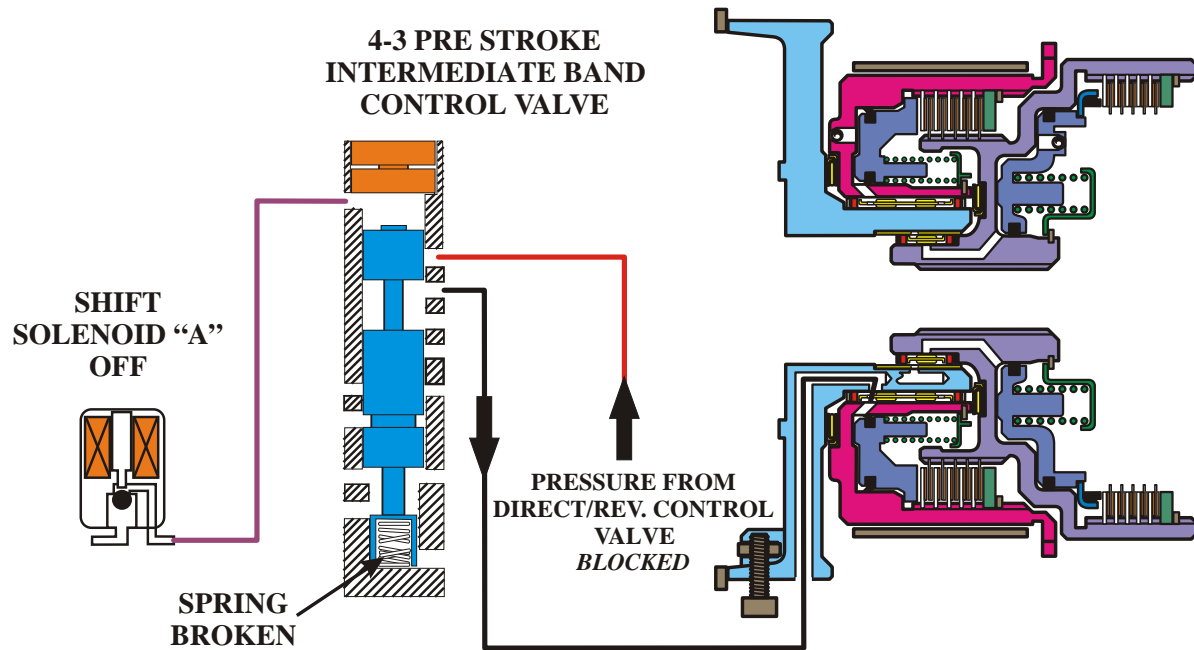 4-3 PRE STROKE
INTERMEDIATE BAND
CONTROL VALVE
SHIFT
SOLENOID “A”
OFF
PRESSURE FROM
DIRECT/REV. CONTROL
VALVE
BLOCKED
SPRING
BROKEN